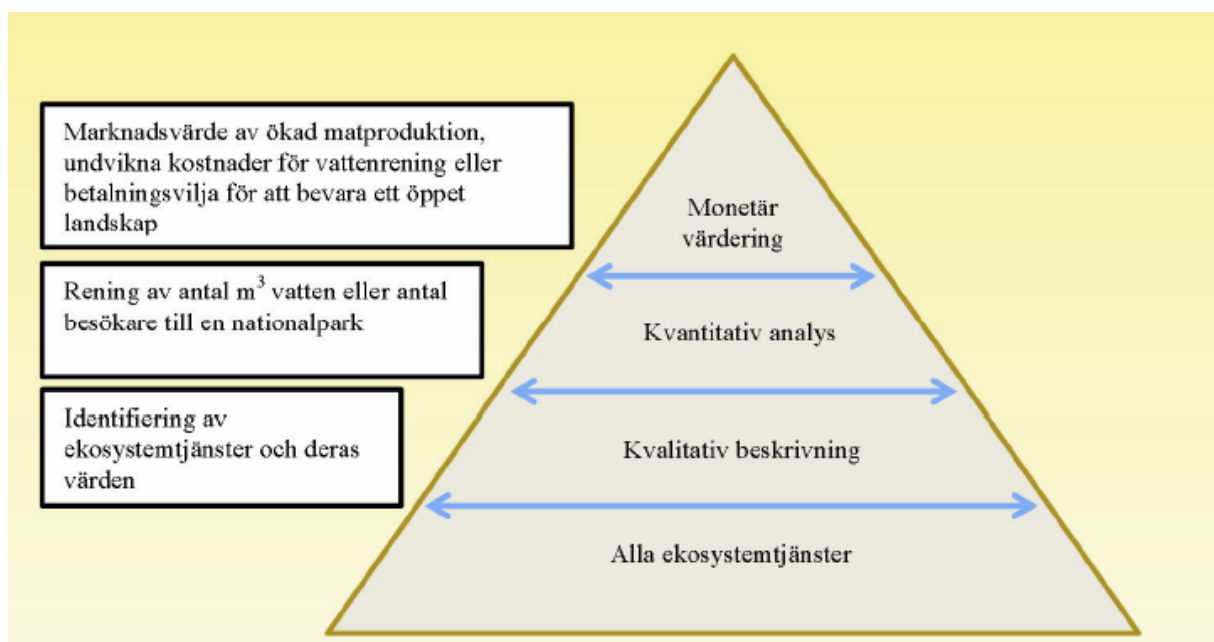 Marknadsvärde av ökad matproduktion,
undvikna kostnader för vattenrening eller
betalningsvilja för att bevara ett öppet
landskap
Rening av antal m³ vatten eller antal
besökare till en nationalpark
Identifiering av
ekosystemtjänster och deras
värden
Monetär
värdering
Kvantitativ analys
Kvalitativ beskrivning
Alla ekosystemtjänster